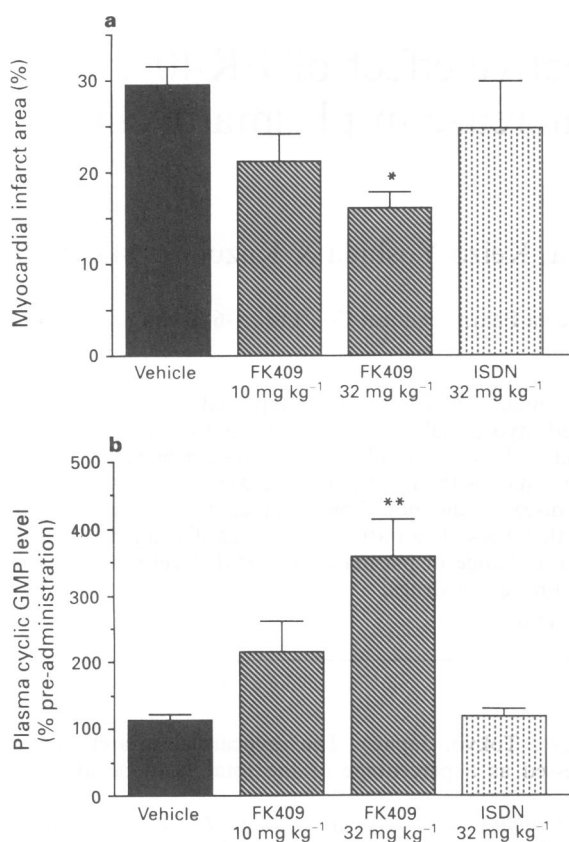 a
Myocardial infarct area (%)
30
20
10
0
*
Vehicle
FK409
10 mg kg⁻¹
FK409
32 mg kg⁻¹
ISDN
32 mg kg⁻¹
b
Plasma cyclic GMP level
(% pre-administration)
500
400
300
200
100
0
**
Vehicle
FK409
10 mg kg⁻¹
FK409
32 mg kg⁻¹
ISDN
32 mg kg⁻¹